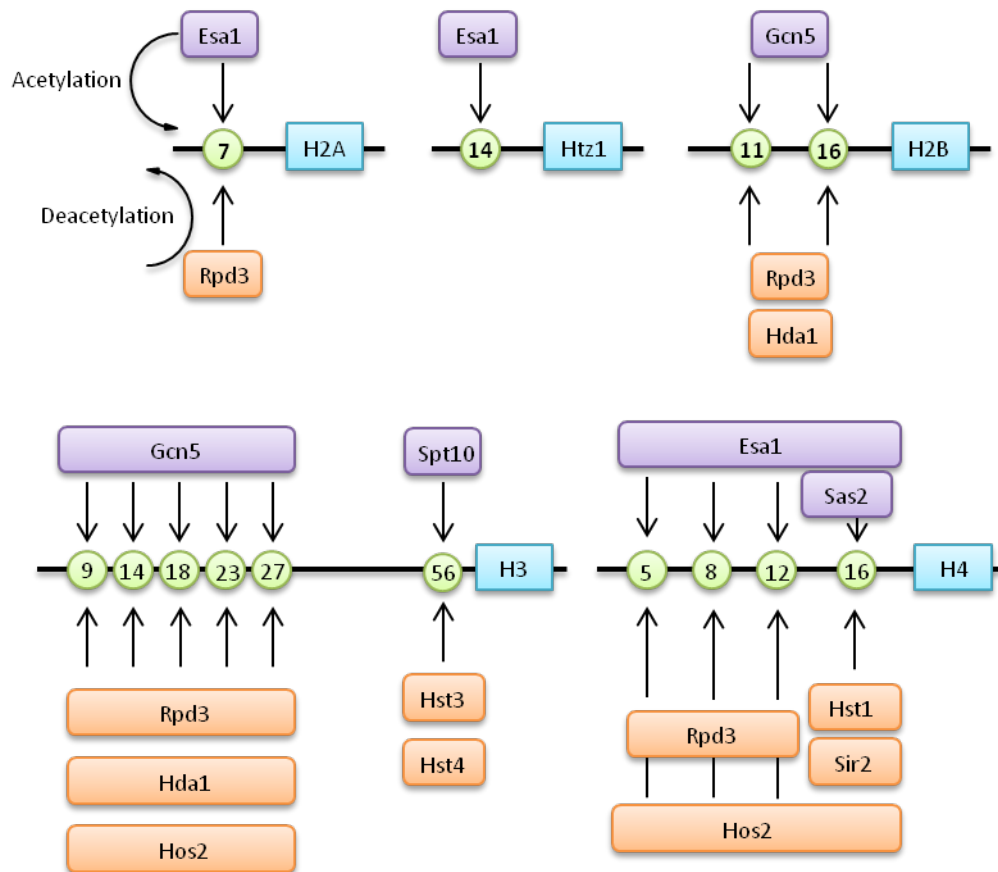 Esa1
Acetylation
7
H2A
Deacetylation
Rpd3
Esa1
14
Htz1
Gcn5
11
16
H2B
Rpd3
Hda1
Gcn5
9
14
18
23
27
Rpd3
Hda1
Hos2
Spt10
56
H3
Hst3
Hst4
Esa1
Sas2
5
8
12
16
H4
Rpd3
Hst1
Sir2
Hos2